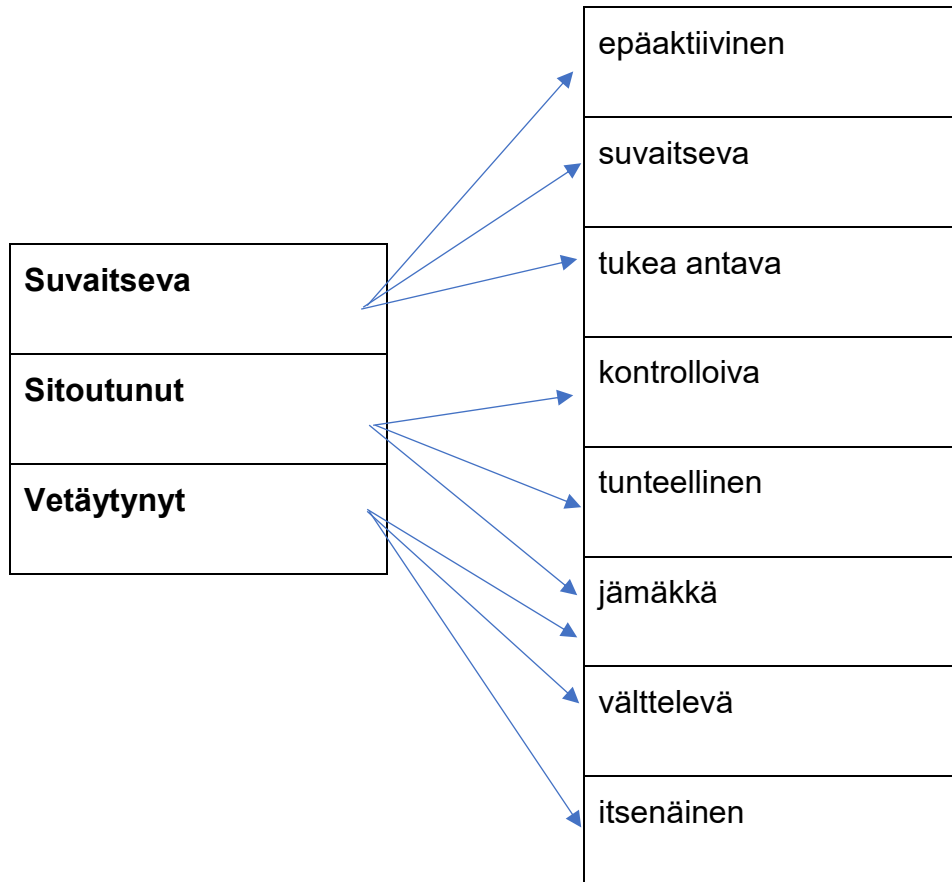 Suvaitseva
Sitoutunut
Vetäytynyt
epäaktiivinen
suvaitseva
tukea antava
kontrolloiva
tunteellinen
jämäkkä
välttelevä
itsenäinen